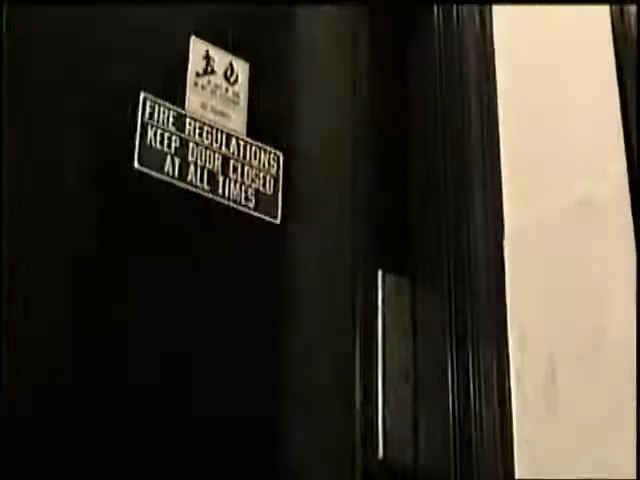 FIRE REGULATIONS
KEEP DOOR CLOSED
AT ALL TIMES